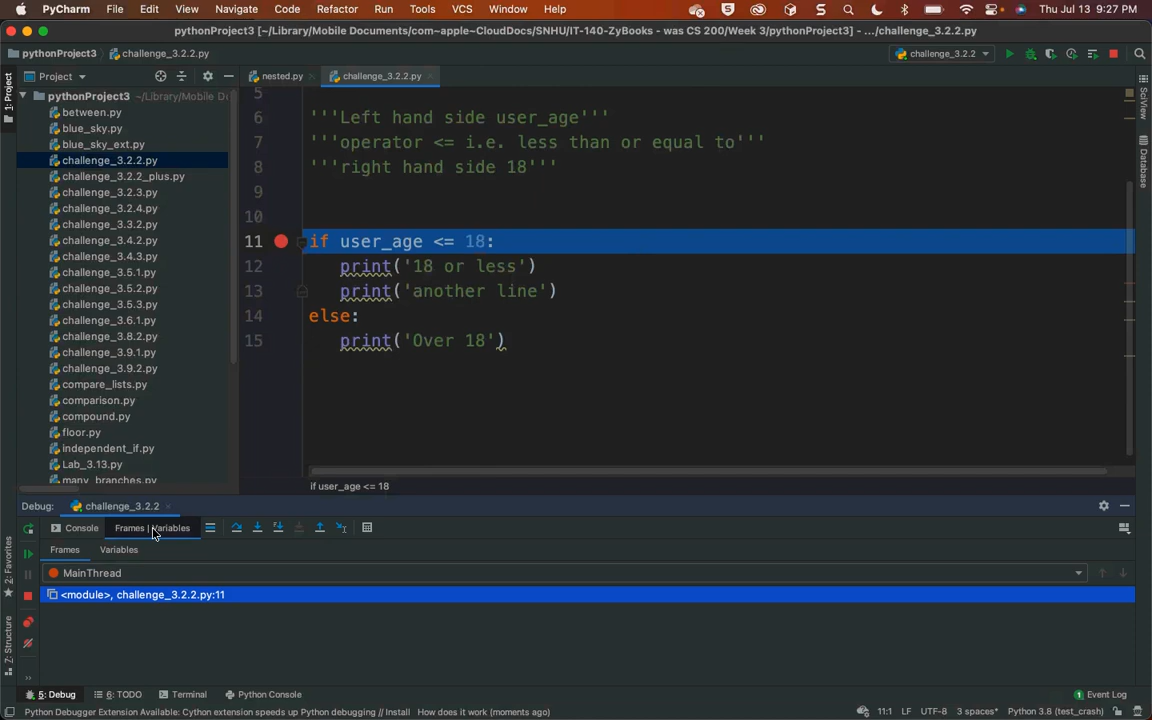 PyCharm File Edit View Navigate Code Refactor Run Tools VCS Window Help Thu Jul 13 9:27 PM
pythonProject3 [~/Library/Mobile Documents/com~apple~CloudDocs/SNHU/IT-140-ZyBooks - was CS 200/Week 3/pythonProject3] - .../challenge_3.2.2.py
pythonProject3 challenge_3.2.2.py challenge_3.2.2
Project nested.py challenge_3.2.2.py
pythonProject3 ~/Library/Mobile Do
between.py
blue_sky.py
blue_sky_ext.py
challenge_3.2.2.py
challenge_3.2.2_plus.py
challenge_3.2.3.py
challenge_3.2.4.py
challenge_3.3.2.py
challenge_3.4.2.py
challenge_3.4.3.py
challenge_3.5.1.py
challenge_3.5.2.py
challenge_3.5.3.py
challenge_3.6.1.py
challenge_3.8.2.py
challenge_3.9.1.py
challenge_3.9.2.py
compare_lists.py
comparison.py
compound.py
floor.py
independent_if.py
Lab_3.13.py
many_branches.py
5
6 '''Left hand side user_age'''
7 '''operator <= i.e. less than or equal to'''
8 '''right hand side 18'''
9
10
11 if user_age <= 18:
12 print('18 or less')
13 print('another line')
14 else:
15 print('Over 18')
if user_age <= 18
1: Project
SciView
Database
2: Favorites
Z: Structure
Debug: challenge_3.2.2
Console Frames | Variables
Frames Variables
MainThread
<module>, challenge_3.2.2.py:11
5: Debug 6: TODO Terminal Python Console 1 Event Log
Python Debugger Extension Available: Cython extension speeds up Python debugging // Install How does it work (moments ago) 11:1 LF UTF-8 3 spaces* Python 3.8 (test_crash)